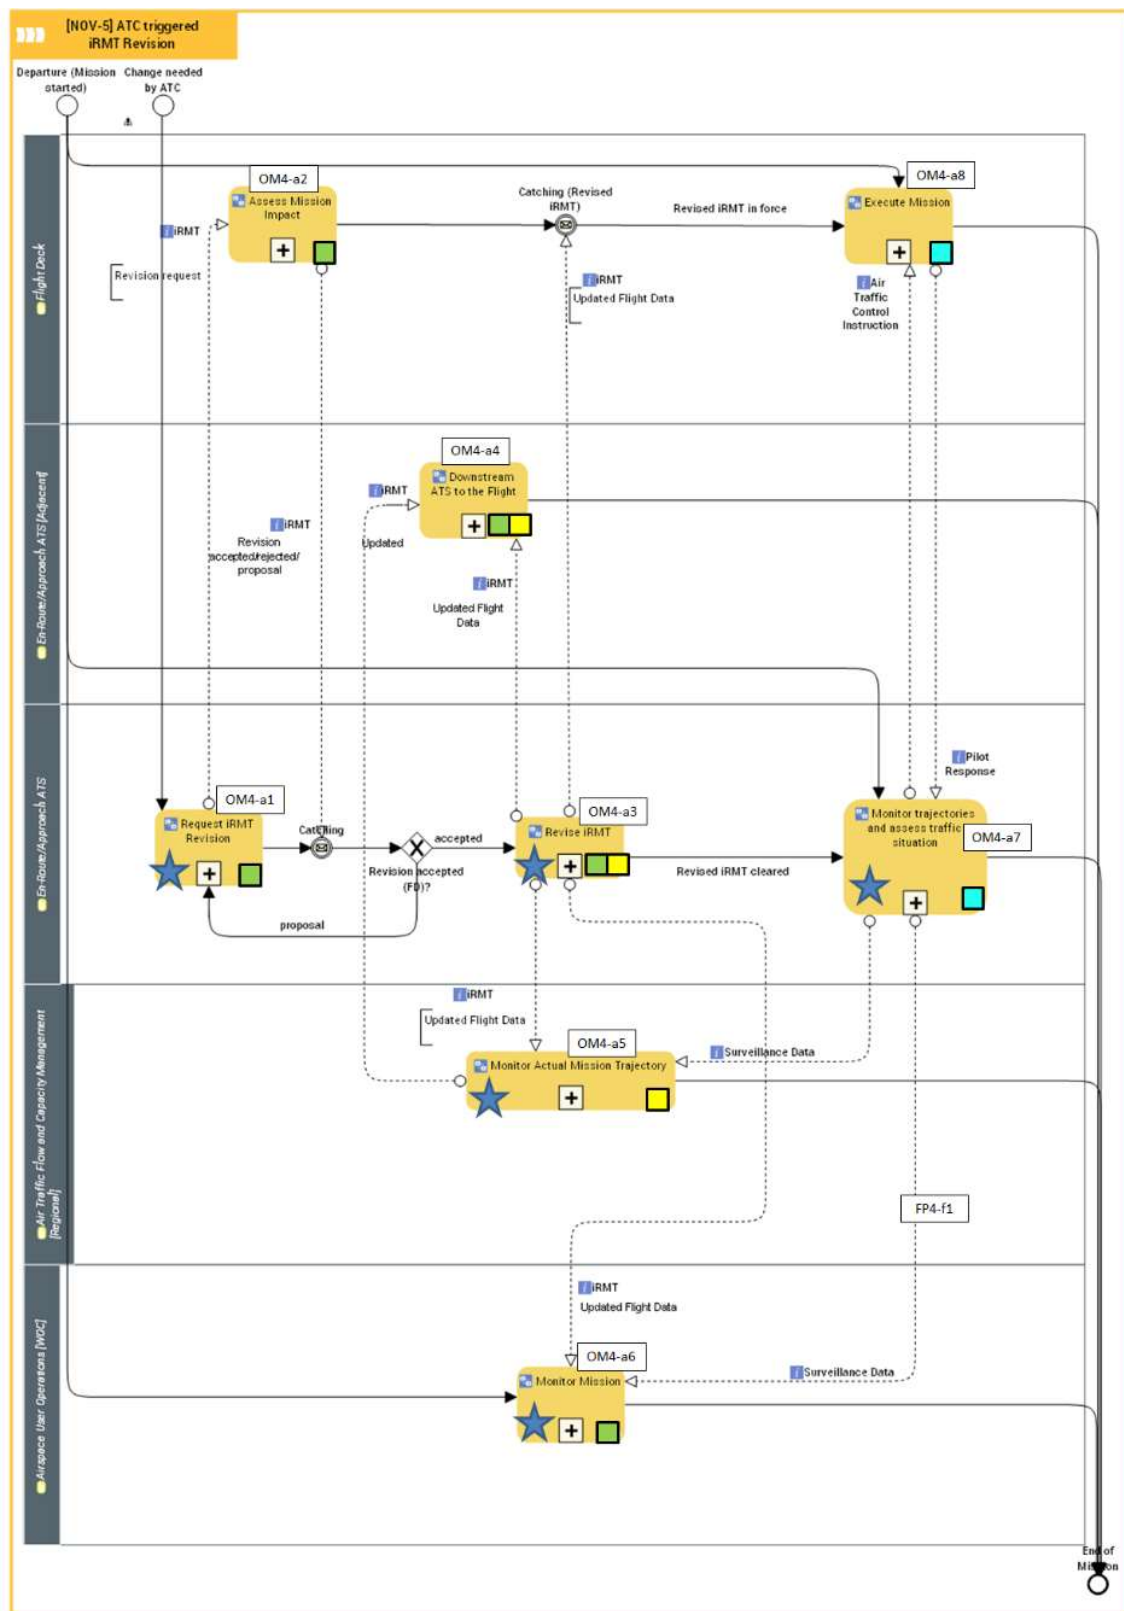 [NOV-5] ATC triggered
iRMT Revision
Departure (Mission
started)
Change needed
by ATC
Flight Deck
OM4-a2
Assess Mission
Impact
iRMT
Revision request
Catching (Revised
iRMT)
Revised iRMT in force
OM4-a8
Execute Mission
iRMT
Updated Flight Data
Air
Traffic
Control
Instruction
En-Route/Approach ATS [Adjacent]
OM4-a4
Downstream
ATS to the Flight
iRMT
Updated
iRMT
Revision
accepted/rejected/
proposal
iRMT
Updated Flight
Data
En-Route/Approach ATS
Pilot
Response
OM4-a1
Request iRMT
Revision
Catching
accepted
Revision accepted
(FD)?
proposal
OM4-a3
Revise iRMT
Revised iRMT cleared
Monitor trajectories
and assess traffic
situation
OM4-a7
Air Traffic Flow and Capacity Management
[Regional]
iRMT
Updated Flight Data
OM4-a5
Monitor Actual Mission Trajectory
Surveillance Data
FP4-f1
Airspace User Operations [WOC]
iRMT
Updated Flight Data
OM4-a6
Monitor Mission
Surveillance Data
End of
Mission